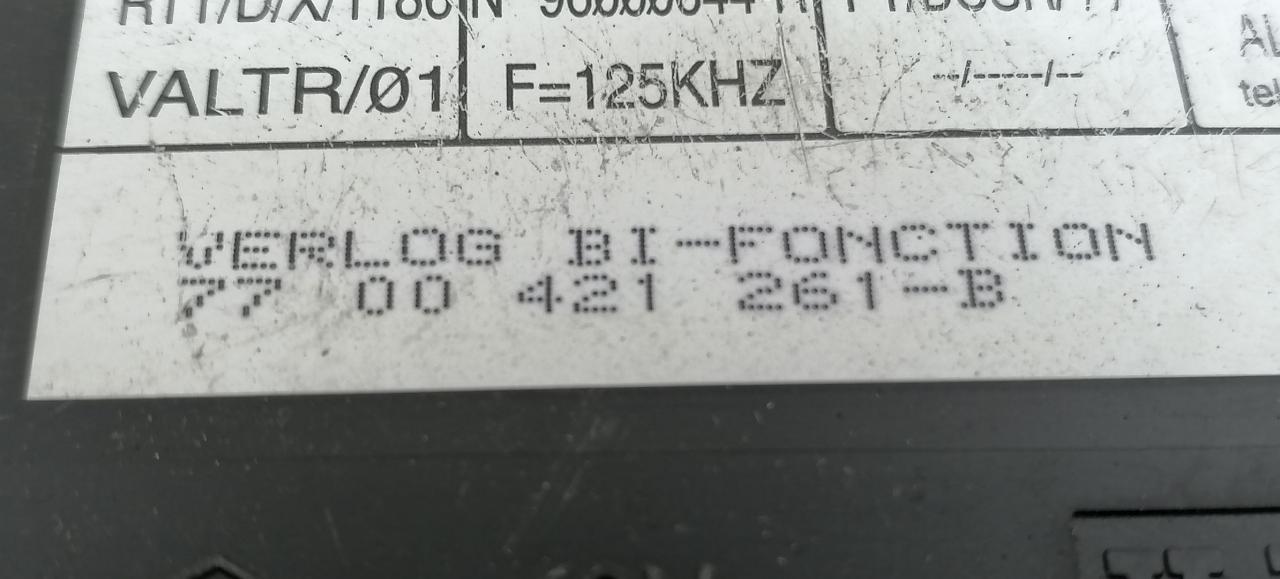 VALTR/Ø1 F=125KHZ --/-----/--
VERLOG BI-FONCTION
77 00 421 261-B